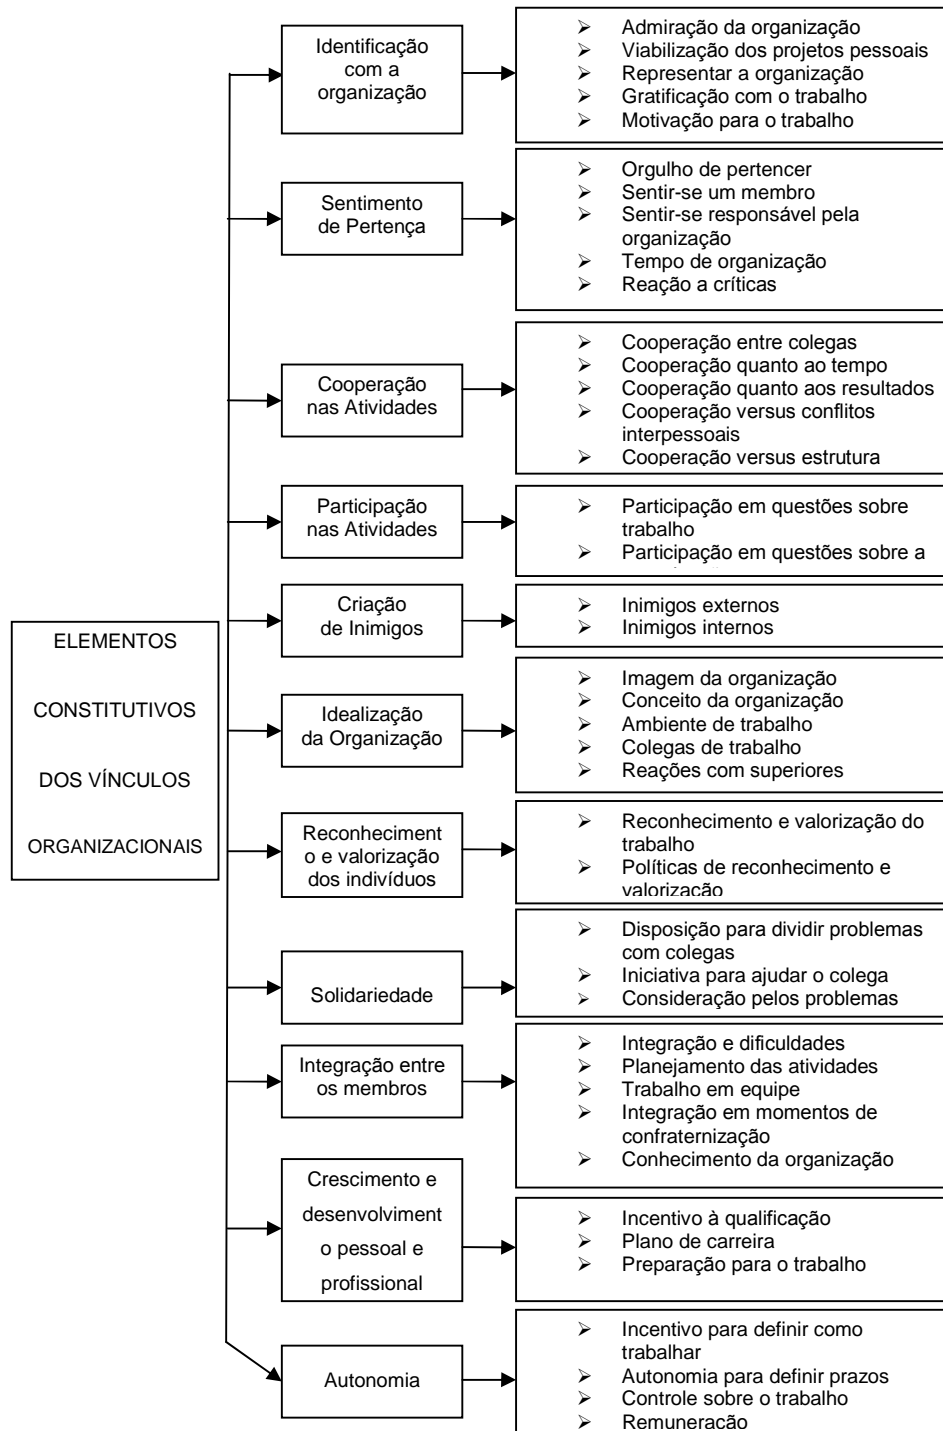 ELEMENTOS
CONSTITUTIVOS
DOS VÍNCULOS
ORGANIZACIONAIS
Identificação
com a
organização
➢ Admiração da organização
➢ Viabilização dos projetos pessoais
➢ Representar a organização
➢ Gratificação com o trabalho
➢ Motivação para o trabalho
Sentimento
de Pertença
➢ Orgulho de pertencer
➢ Sentir-se um membro
➢ Sentir-se responsável pela
organização
➢ Tempo de organização
➢ Reação a críticas
Cooperação
nas Atividades
➢ Cooperação entre colegas
➢ Cooperação quanto ao tempo
➢ Cooperação quanto aos resultados
➢ Cooperação versus conflitos
interpessoais
➢ Cooperação versus estrutura
Participação
nas Atividades
➢ Participação em questões sobre
trabalho
➢ Participação em questões sobre a
Criação
de Inimigos
➢ Inimigos externos
➢ Inimigos internos
Idealização
da Organização
➢ Imagem da organização
➢ Conceito da organização
➢ Ambiente de trabalho
➢ Colegas de trabalho
➢ Reações com superiores
Reconheciment
o e valorização
dos indivíduos
➢ Reconhecimento e valorização do
trabalho
➢ Políticas de reconhecimento e
valorização
Solidariedade
➢ Disposição para dividir problemas
com colegas
➢ Iniciativa para ajudar o colega
➢ Consideração pelos problemas
Integração entre
os membros
➢ Integração e dificuldades
➢ Planejamento das atividades
➢ Trabalho em equipe
➢ Integração em momentos de
confraternização
➢ Conhecimento da organização
Crescimento e
desenvolviment
o pessoal e
profissional
➢ Incentivo à qualificação
➢ Plano de carreira
➢ Preparação para o trabalho
Autonomia
➢ Incentivo para definir como
trabalhar
➢ Autonomia para definir prazos
➢ Controle sobre o trabalho
➢ Remuneração